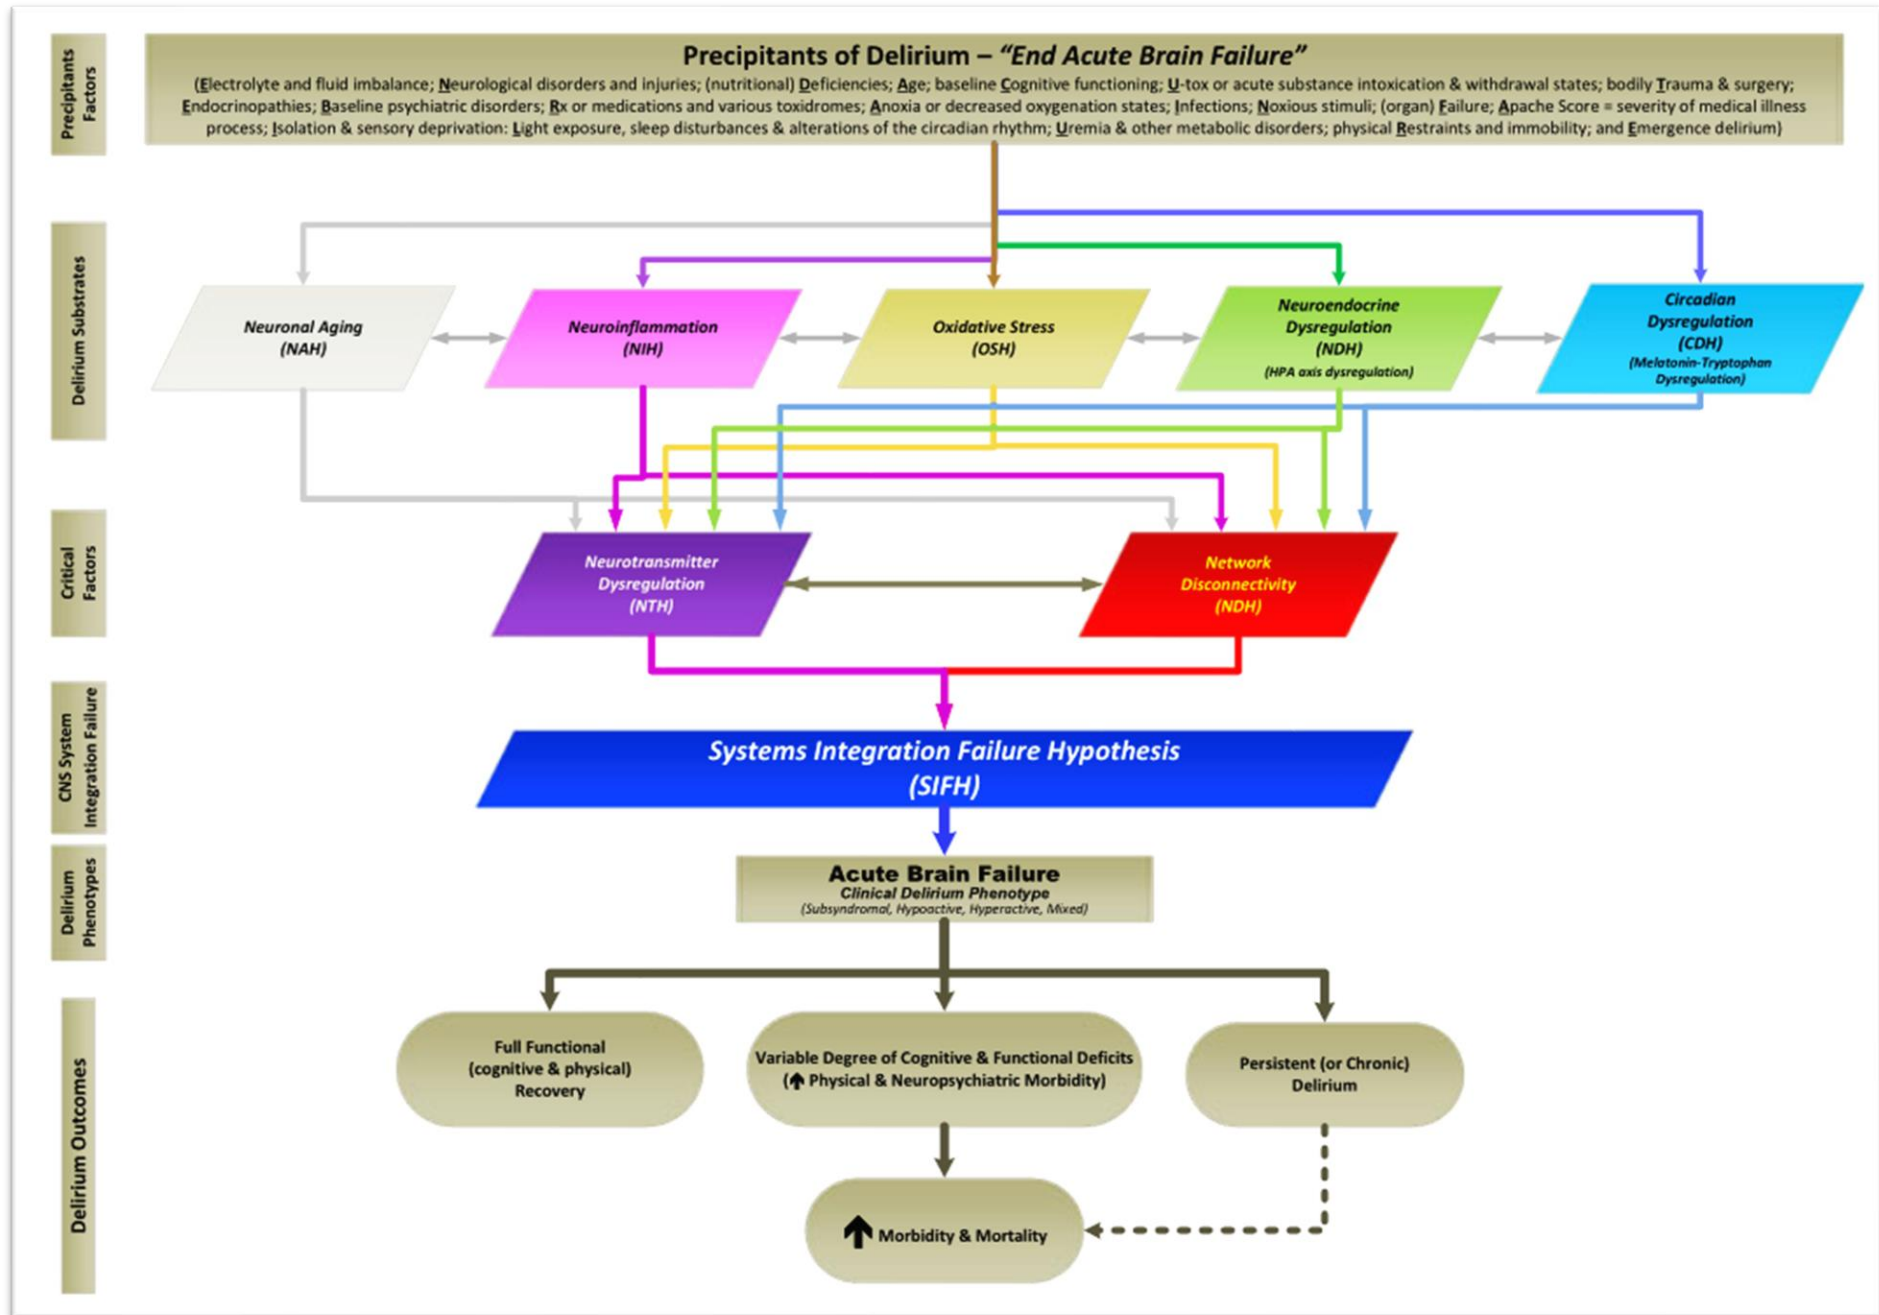 Precipitants
Factors
Precipitants of Delirium – “End Acute Brain Failure”
(Electrolyte and fluid imbalance; Neurological disorders and injuries; (nutritional) Deficiencies; Age; baseline Cognitive functioning; U-tox or acute substance intoxication & withdrawal states; bodily Trauma & surgery;
Endocrinopathies; Baseline psychiatric disorders; Rx or medications and various toxidromes; Anoxia or decreased oxygenation states; Infections; Noxious stimuli; (organ) Failure; Apache Score = severity of medical illness
process; Isolation & sensory deprivation: Light exposure, sleep disturbances & alterations of the circadian rhythm; Uremia & other metabolic disorders; physical Restraints and immobility; and Emergence delirium)
Delirium Substrates
Neuronal Aging
(NAH)
Neuroinflammation
(NIH)
Oxidative Stress
(OSH)
Neuroendocrine
Dysregulation
(NDH)
(HPA axis dysregulation)
Circadian
Dysregulation
(CDH)
(Melatonin-Tryptophan
Dysregulation)
Critical
Factors
Neurotransmitter
Dysregulation
(NTH)
Network
Disconnectivity
(NDH)
CNS System
Integration Failure
Systems Integration Failure Hypothesis
(SIFH)
Delirium
Phenotypes
Acute Brain Failure
Clinical Delirium Phenotype
(Subsyndromal, Hypoactive, Hyperactive, Mixed)
Delirium Outcomes
Full Functional
(cognitive & physical)
Recovery
Variable Degree of Cognitive & Functional Deficits
(↑ Physical & Neuropsychiatric Morbidity)
Persistent (or Chronic)
Delirium
↑ Morbidity & Mortality